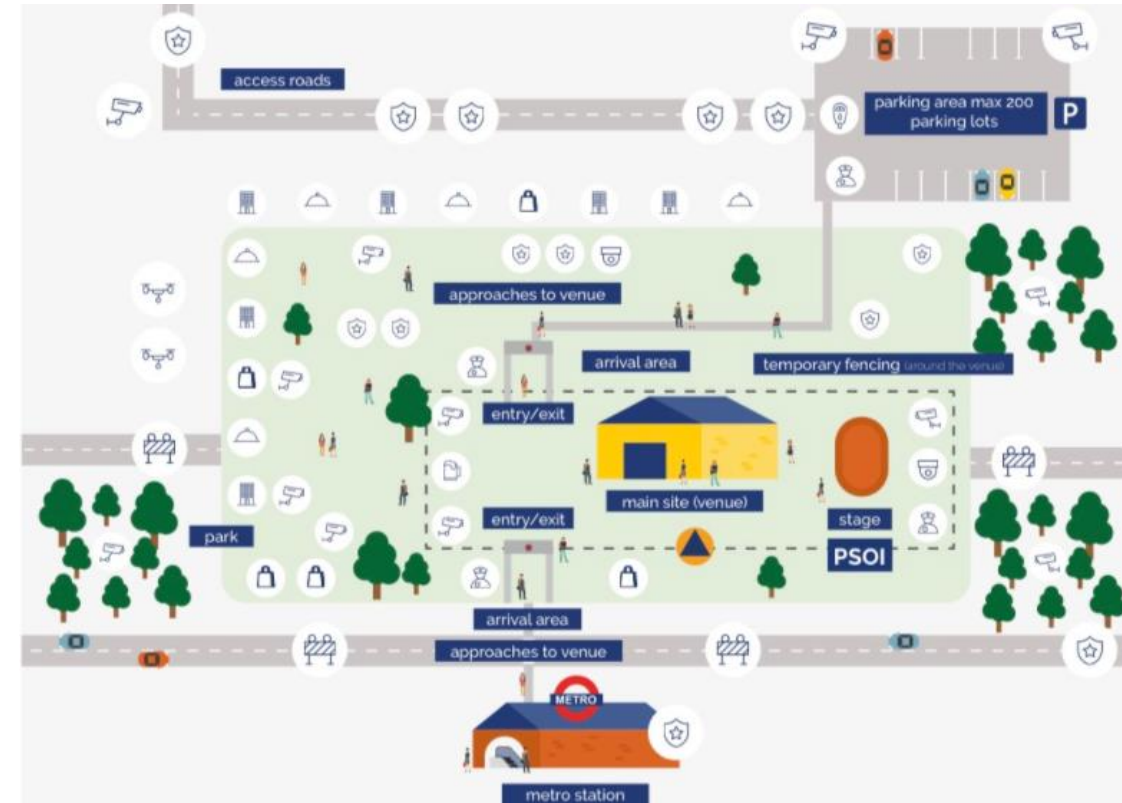 access roads
parking area max 200
parking lots
P
approaches to venue
arrival area
temporary fencing (around the venue)
entry/exit
main site (venue)
entry/exit
stage
park
PSOI
arrival area
approaches to venue
METRO
metro station